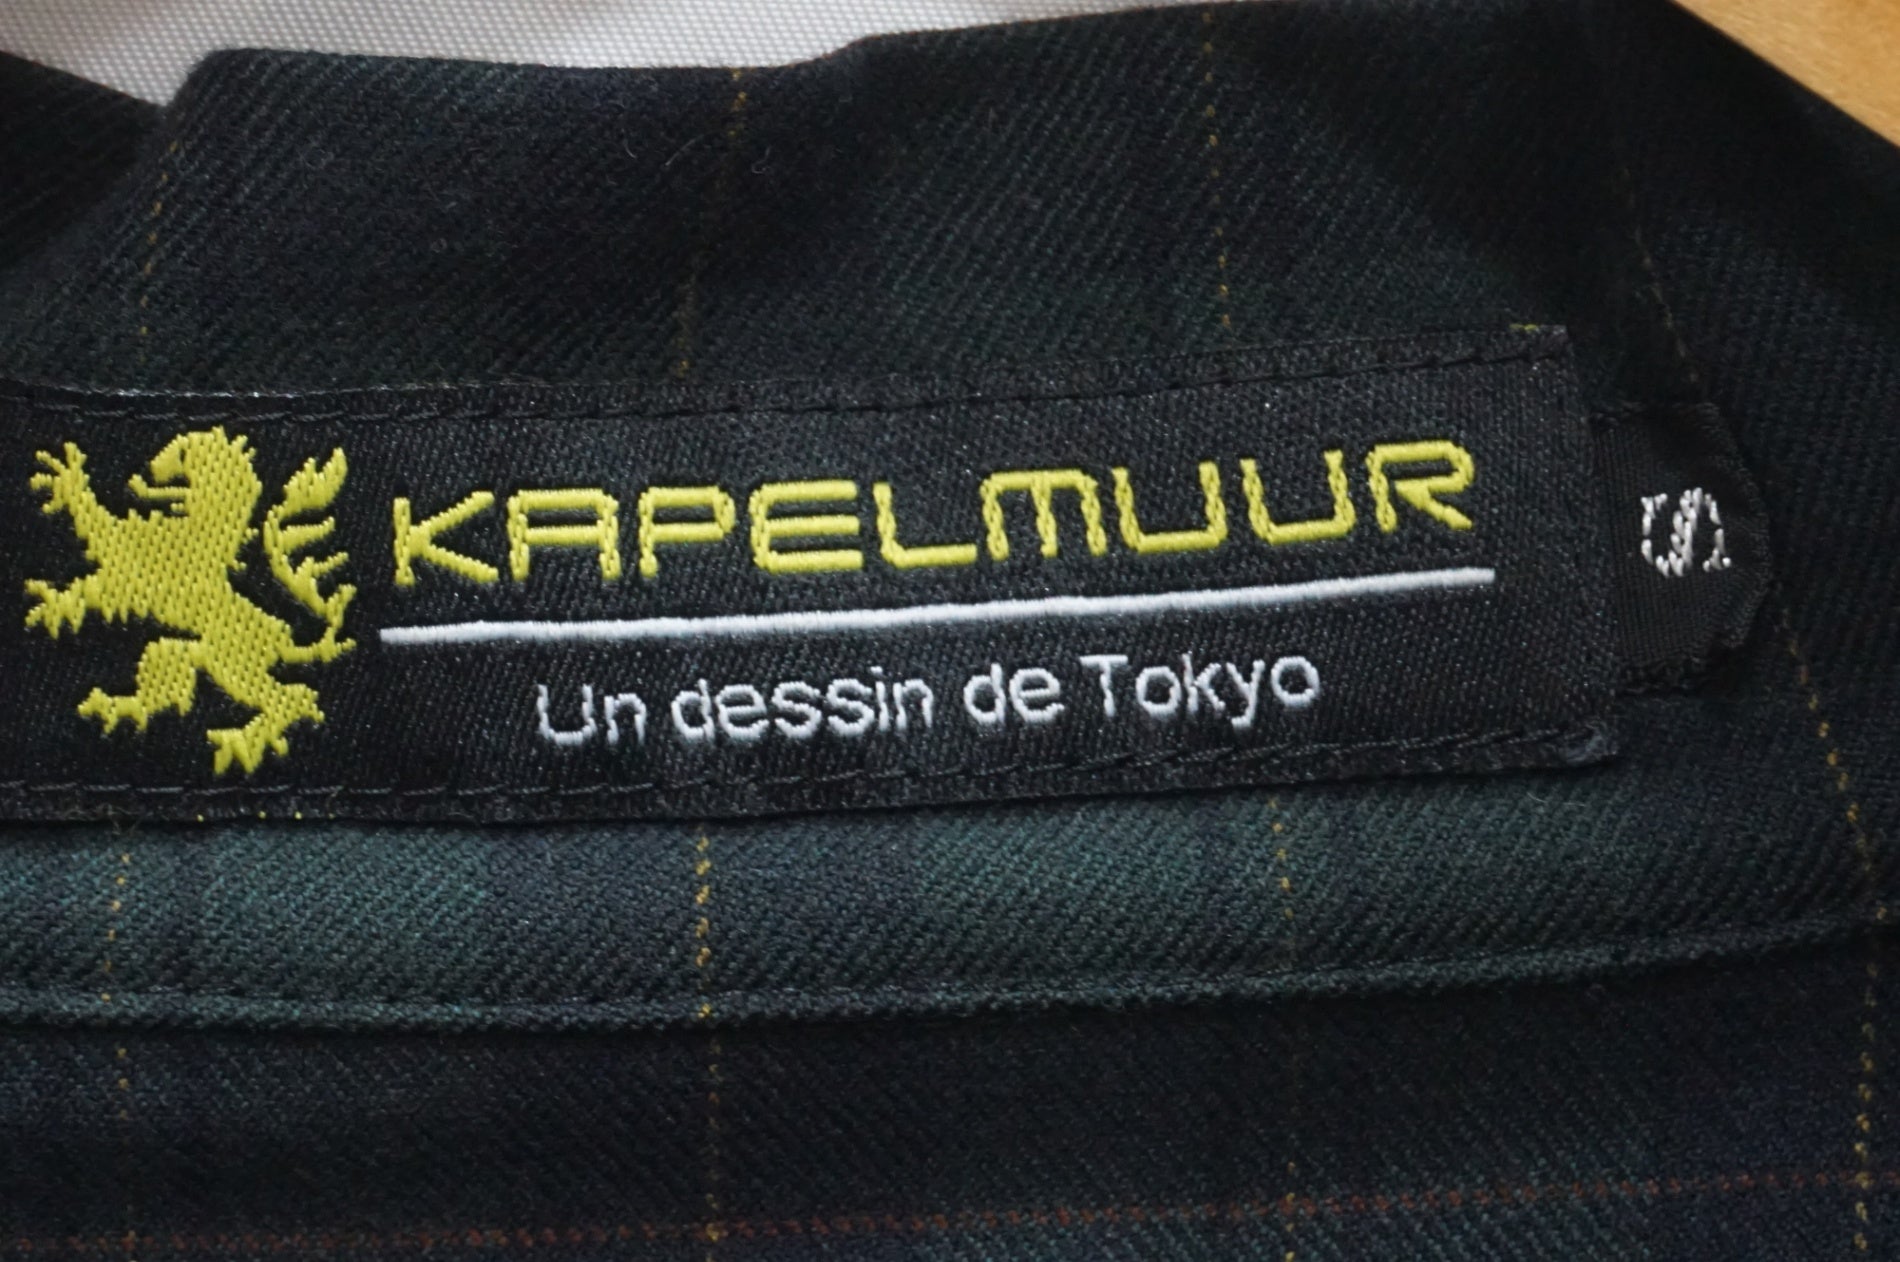 KAPELMUUR
Un dessin de Tokyo
S